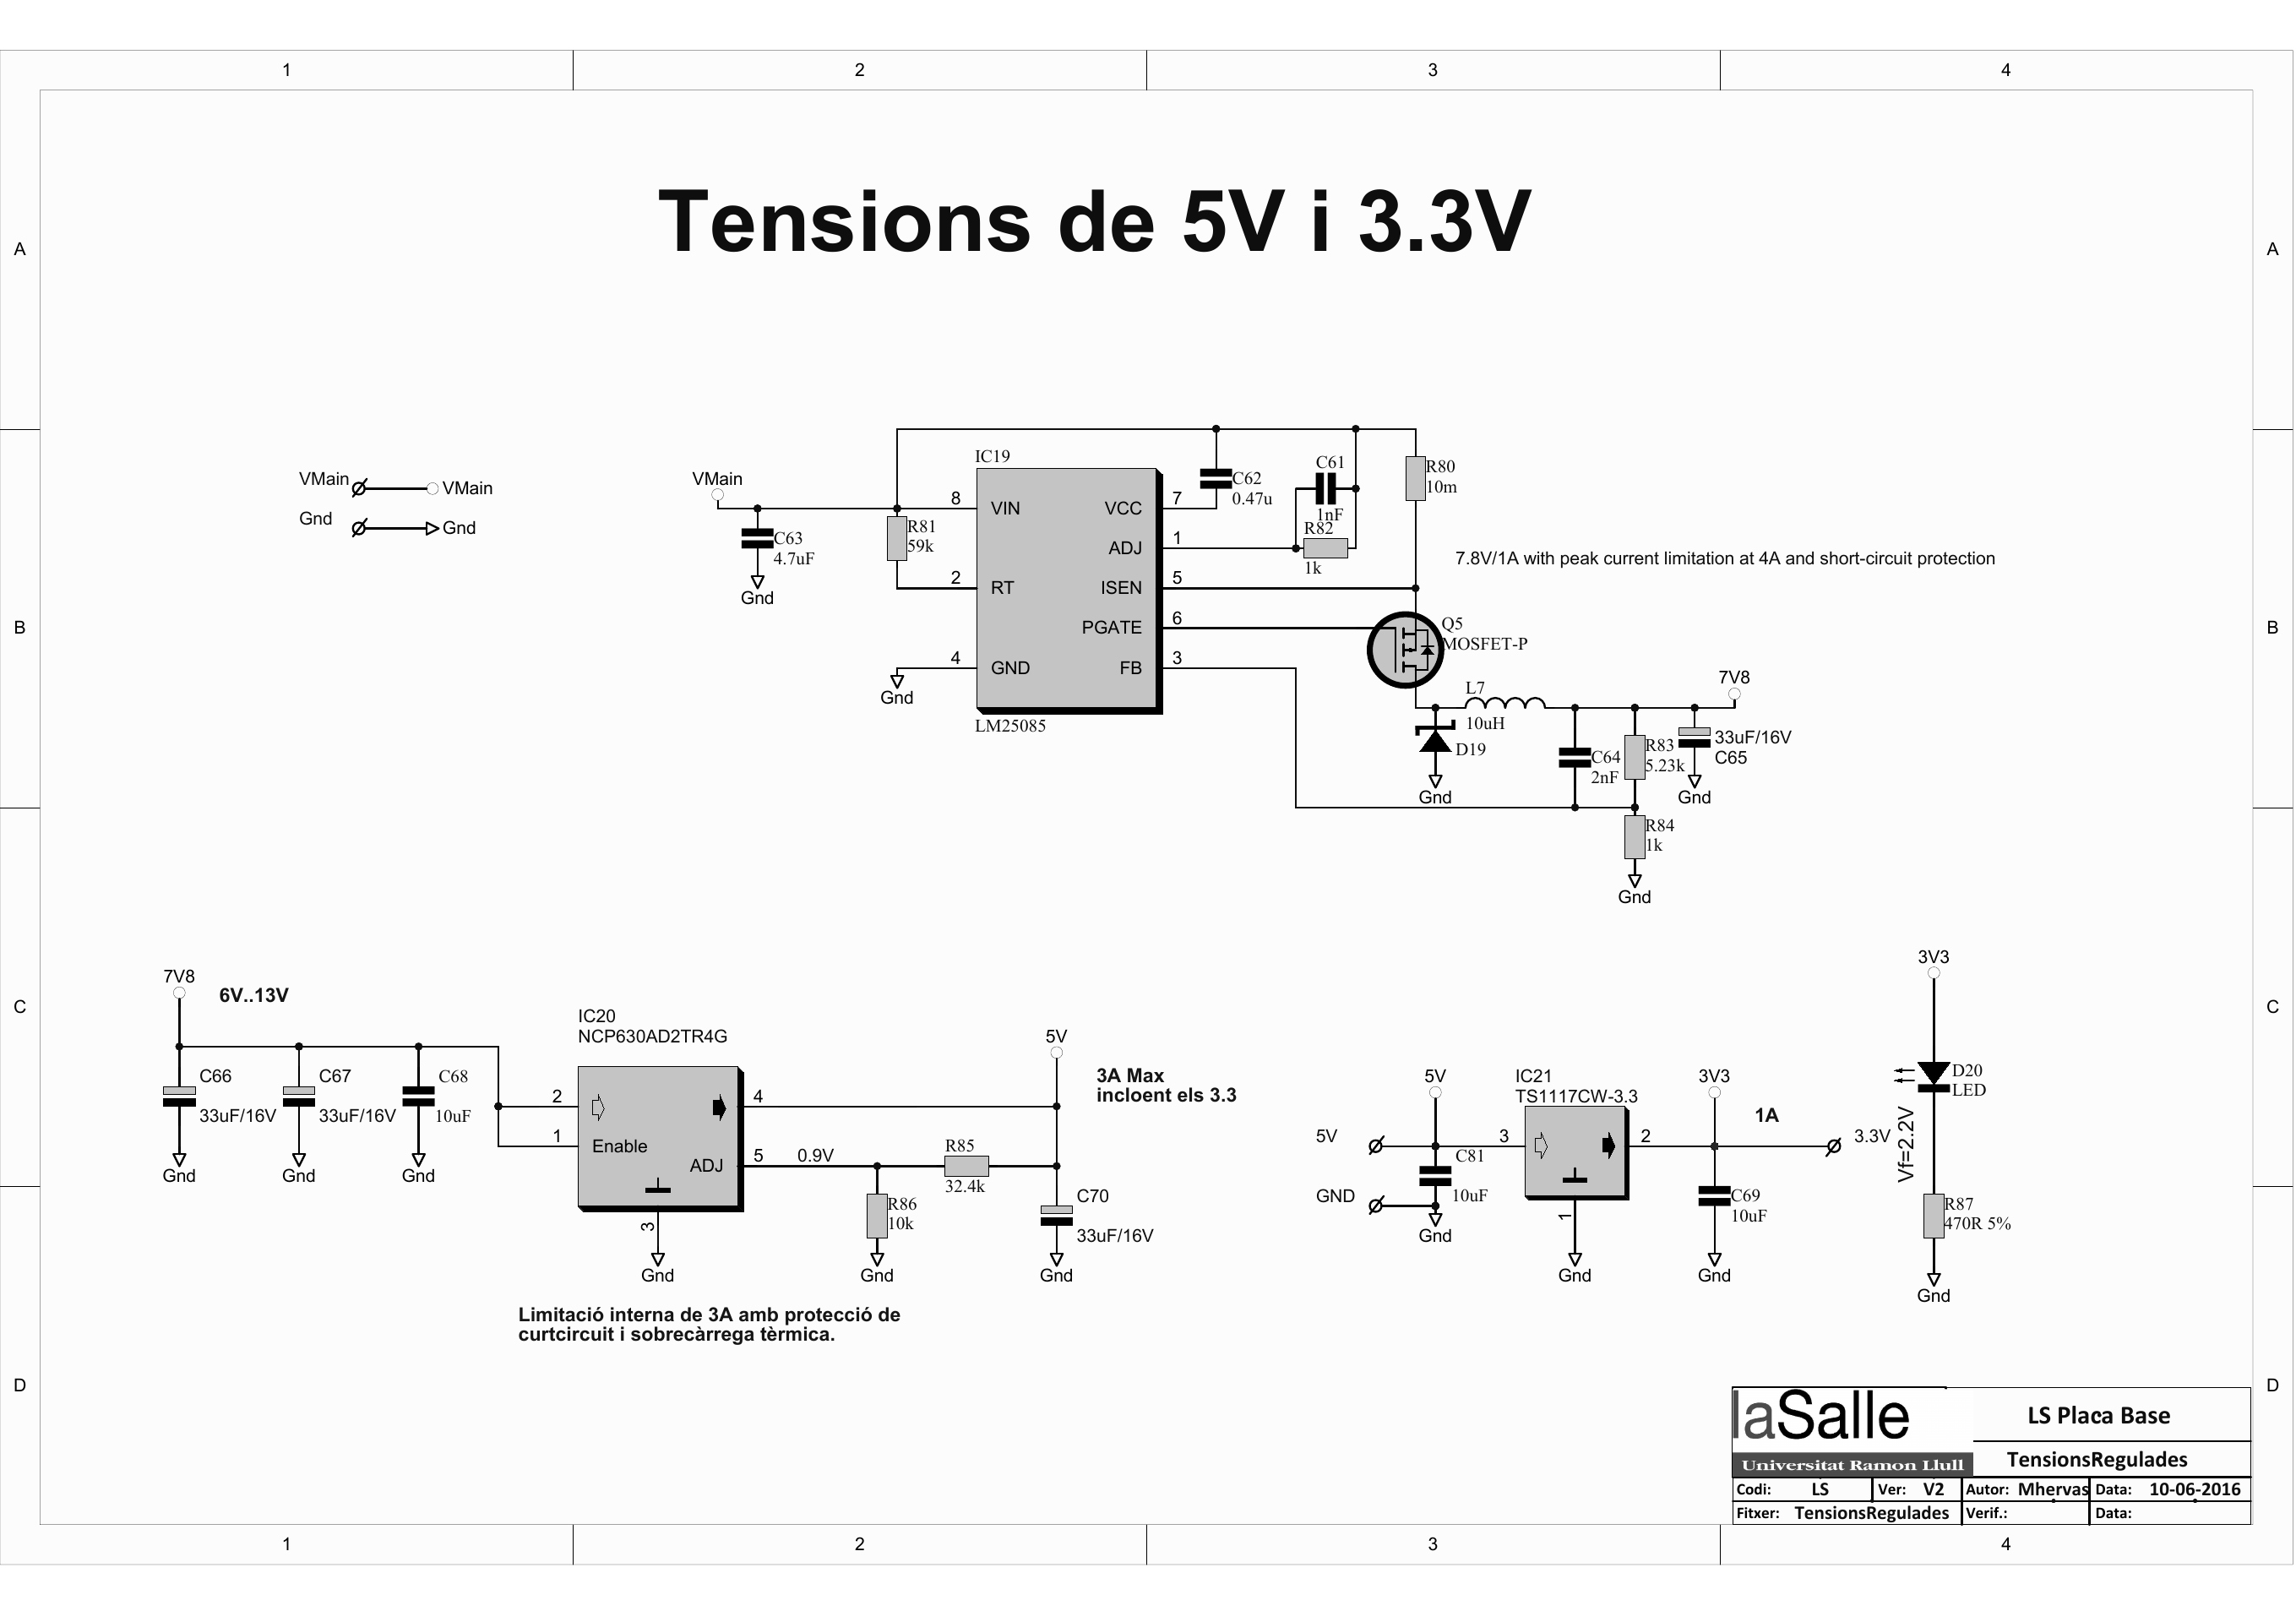 1
2
3
4
A
A
Tensions de 5V i 3.3V
VMain
VMain
Gnd
Gnd
VMain
C63
4.7uF
Gnd
R81
59k
IC19
8
VIN
2
RT
4
GND
Gnd
VCC
7
ADJ
1
ISEN
5
PGATE
6
FB
3
LM25085
C62
0.47u
C61
1nF
R82
1k
R80
10m
7.8V/1A with peak current limitation at 4A and short-circuit protection
Q5
MOSFET-P
B
B
L7
10uH
D19
Gnd
C64
2nF
R83
5.23k
7V8
33uF/16V
C65
Gnd
R84
1k
Gnd
7V8
6V..13V
C66
33uF/16V
Gnd
C67
33uF/16V
Gnd
C68
10uF
Gnd
IC20
NCP630AD2TR4G
2
1
Enable
ADJ
3
Gnd
4
5
0.9V
R85
32.4k
R86
10k
Gnd
5V
C70
33uF/16V
Gnd
3A Max
incloent els 3.3
Limitació interna de 3A amb protecció de
curtcircuit i sobrecàrrega tèrmica.
C
C
5V
GND
5V
C81
10uF
Gnd
IC21
TS1117CW-3.3
3
2
1
Gnd
3V3
1A
C69
10uF
Gnd
3.3V
3V3
D20
LED
Vf=2.2V
R87
470R 5%
Gnd
D
D
laSalle
Universitat Ramon Llull
LS Placa Base
TensionsRegulades
Codi: LS Ver: V2 Autor: Mhervas Data: 10-06-2016
Fitxer: TensionsRegulades Verif.: Data:
1
2
3
4